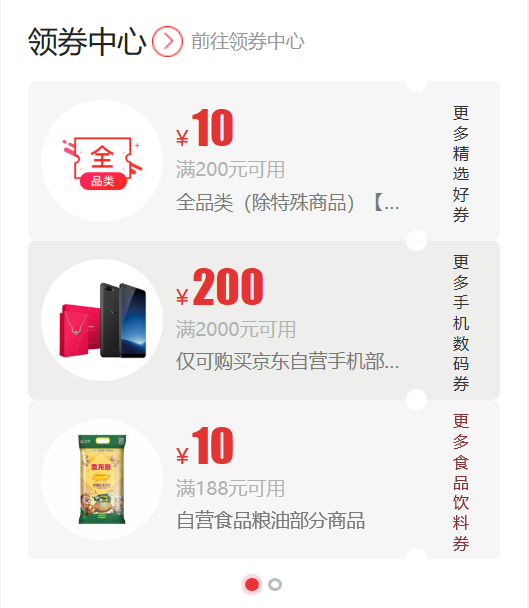 领券中心 前往领券中心
全
品类
¥10
满200元可用
全品类（除特殊商品）【...
更多精选好券
¥200
满2000元可用
仅可购买京东自营手机部...
更多手机数码券
金龙鱼
¥10
满188元可用
自营食品粮油部分商品
更多食品饮料券